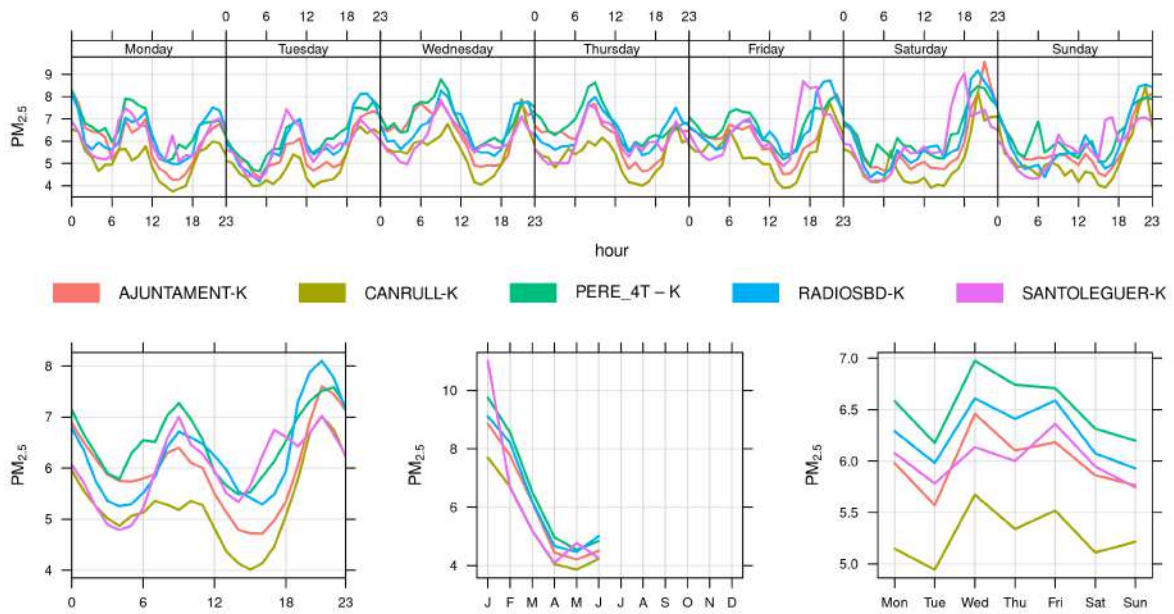 0 6 12 18 23 0 6 12 18 23 0 6 12 18 23
Monday Tuesday Wednesday Thursday Friday Saturday Sunday
9
8
7
6
5
4
PM2.5
0 6 12 18 23 0 6 12 18 23 0 6 12 18 23 0 6 12 18 23
hour
AJUNTAMENT-K CANRULL-K PERE_4T – K RADIOSBD-K SANTOLEGUER-K
8
7
6
5
4
PM2.5
0 6 12 18 23
10
8
6
4
PM2.5
J F M A M J J A S O N D
7.0
6.5
6.0
5.5
5.0
PM2.5
Mon Tue Wed Thu Fri Sat Sun